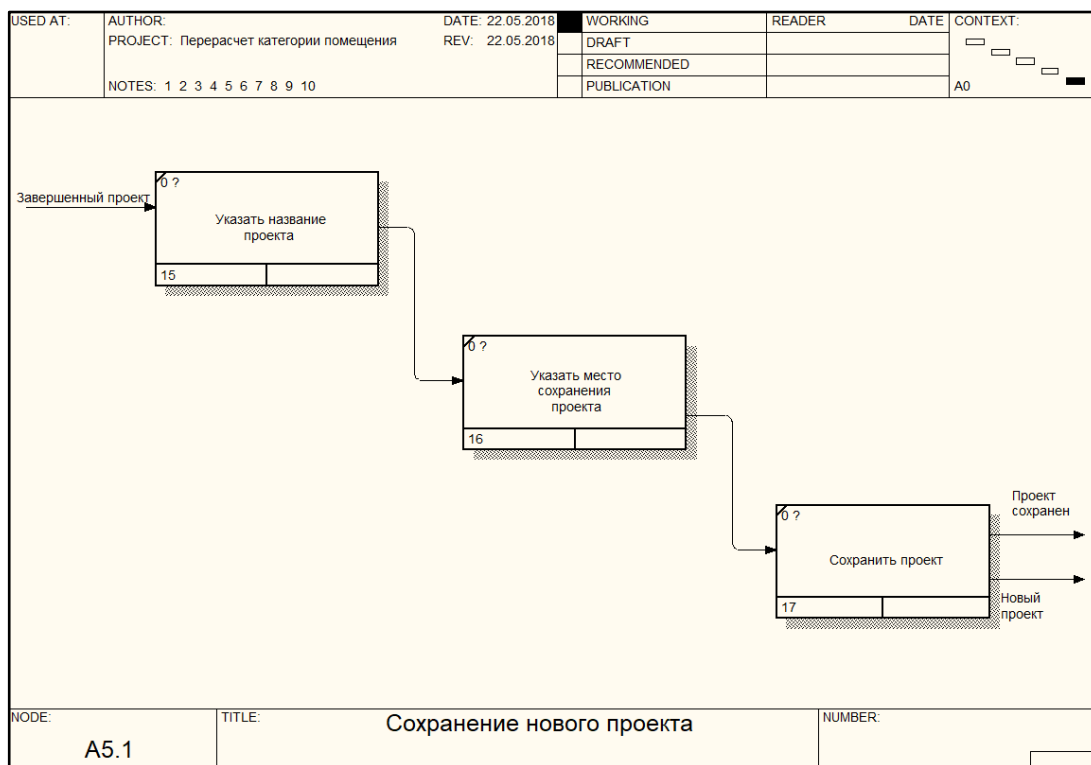 USED AT:
AUTHOR:
DATE: 22.05.2018
WORKING
READER
DATE
CONTEXT:
PROJECT: Перерасчет категории помещения
REV: 22.05.2018
DRAFT
RECOMMENDED
NOTES: 1 2 3 4 5 6 7 8 9 10
PUBLICATION
A0
Завершенный проект
0 ?
Указать название
проекта
15
0 ?
Указать место
сохранения
проекта
16
Проект
сохранен
0 ?
Сохранить проект
17
Новый
проект
NODE:
TITLE:
Сохранение нового проекта
NUMBER:
A5.1